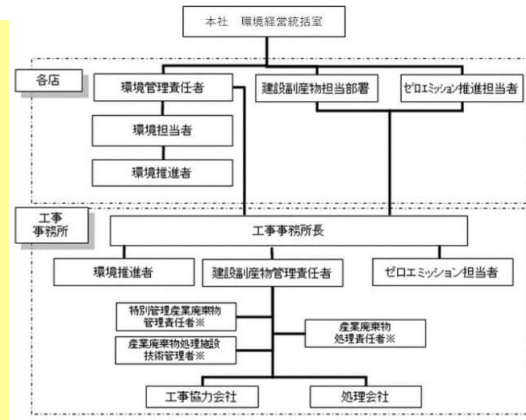 本社　環境経営統括室
各店
環境管理責任者
建設副産物担当部署
ゼロエミッション推進担当者
環境担当者
環境推進者
工事
事務所
工事事務所長
環境推進者
建設副産物管理責任者
ゼロエミッション担当者
特別管理産業廃棄物
管理責任者※
産業廃棄物
処理責任者※
産業廃棄物処理施設
技術管理者※
工事協力会社
処理会社